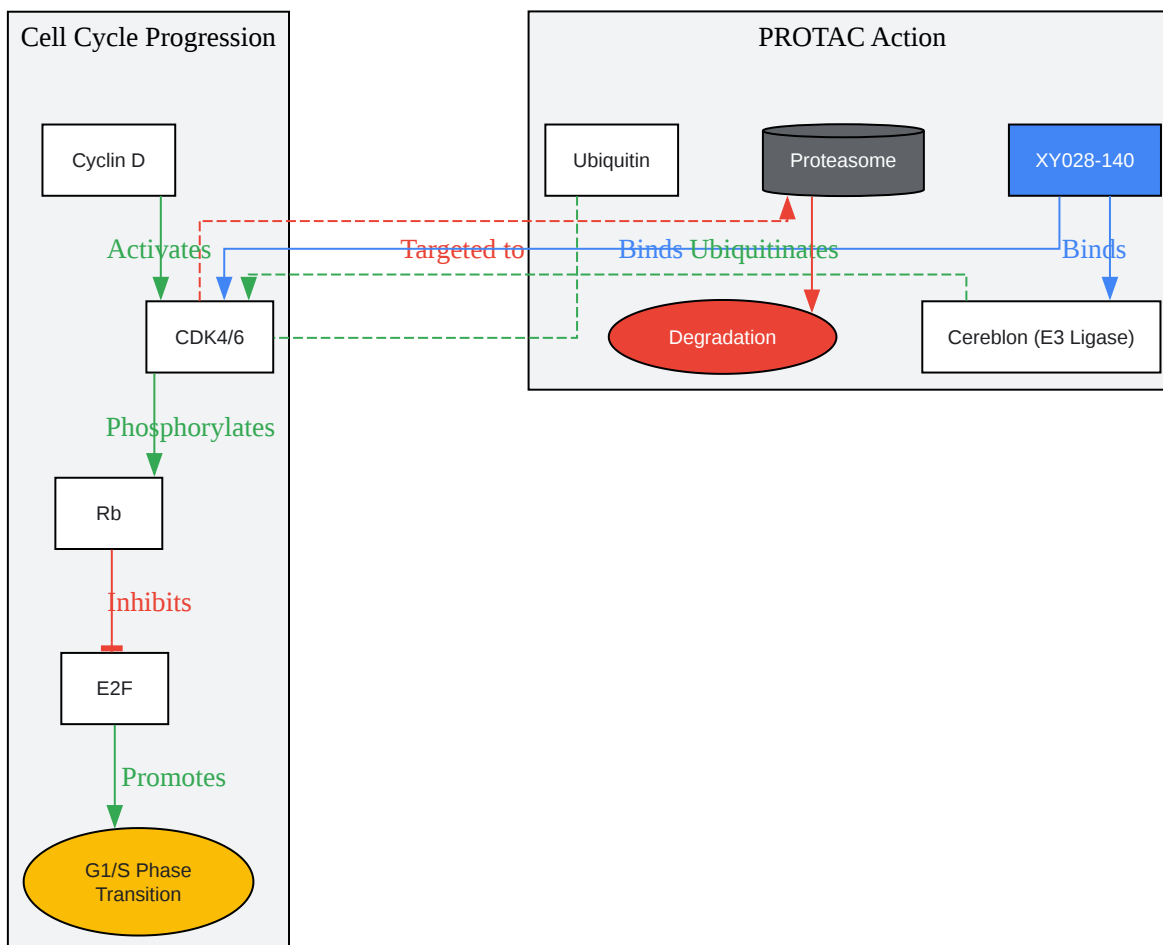 Cell Cycle Progression
PROTAC Action
Cyclin D
Ubiquitin
Proteasome
XY028-140
Activates
Targeted to
Binds
Ubiquitinates
Binds
CDK4/6
Degradation
Cereblon (E3 Ligase)
Phosphorylates
Rb
Inhibits
E2F
Promotes
G1/S Phase
Transition